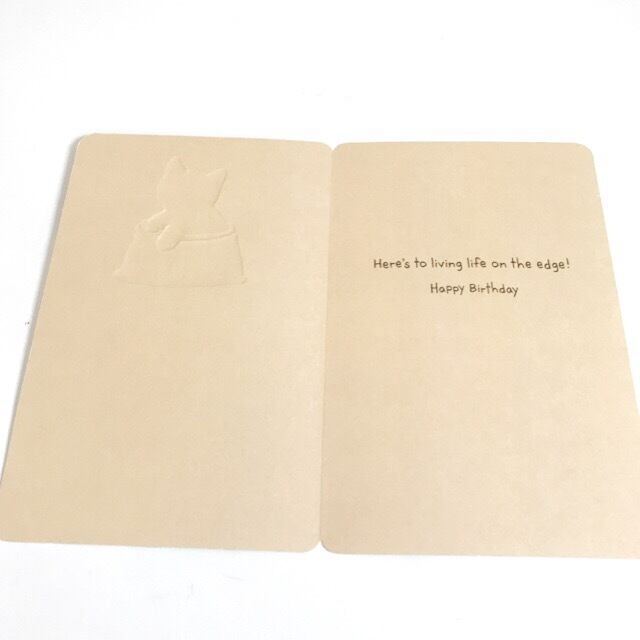 Here's to living life on the edge!
Happy Birthday